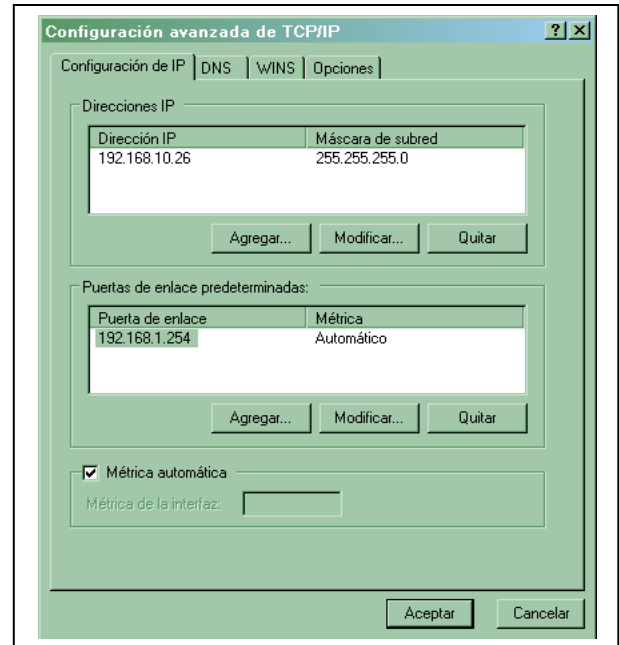 Configuración avanzada de TCP/IP ? ×
Configuración de IP DNS WINS Opciones
Direcciones IP
Dirección IP Máscara de subred
192.168.10.26 255.255.255.0
Agregar... Modificar... Quitar
Puertas de enlace predeterminadas:
Puerta de enlace Métrica
192.168.1.254 Automático
Agregar... Modificar... Quitar
Métrica automática
Métrica de la interfaz:
Aceptar Cancelar